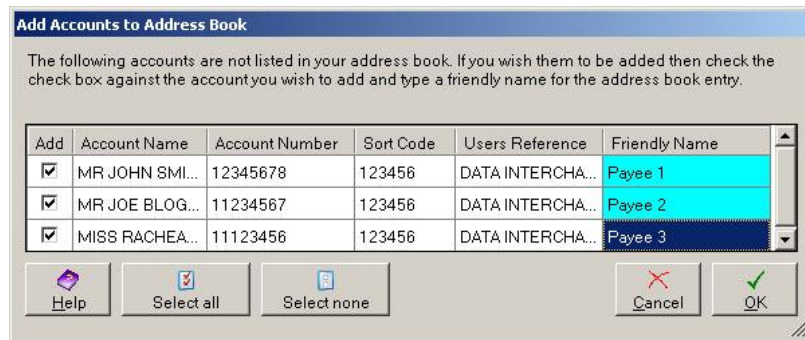 Add Accounts to Address Book
The following accounts are not listed in your address book. If you wish them to be added then check the
check box against the account you wish to add and type a friendly name for the address book entry.
Add Account Name Account Number Sort Code Users Reference Friendly Name
MR JOHN SMI... 12345678 123456 DATA INTERCHA... Payee 1
MR JOE BLOG... 11234567 123456 DATA INTERCHA... Payee 2
MISS RACHEA... 11123456 123456 DATA INTERCHA... Payee 3
Help Select all Select none Cancel OK